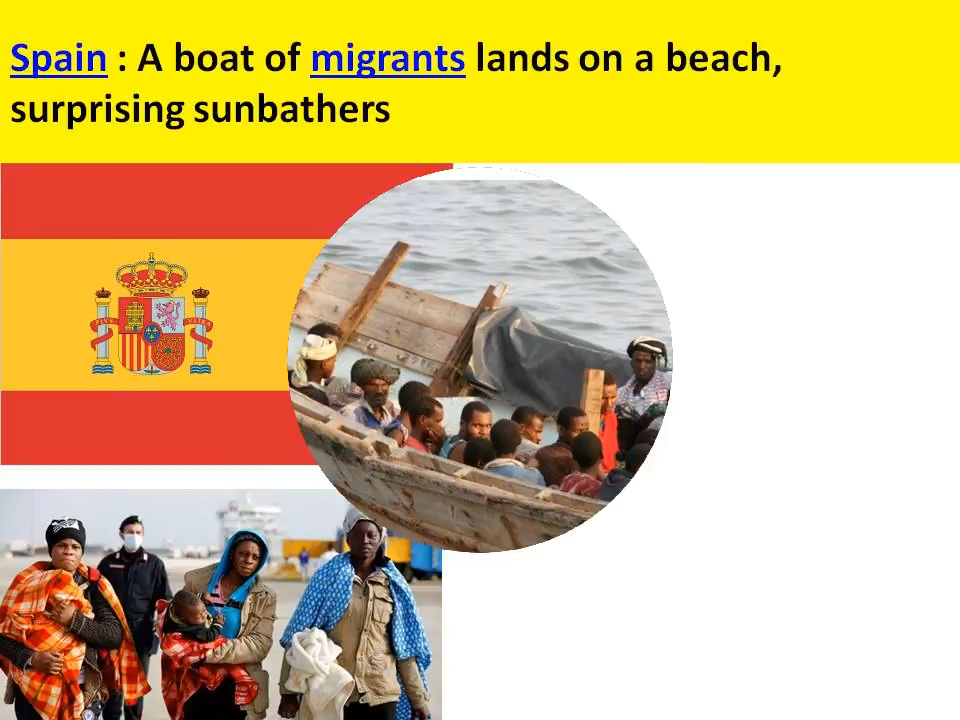 Spain : A boat of migrants lands on a beach,
surprising sunbathers